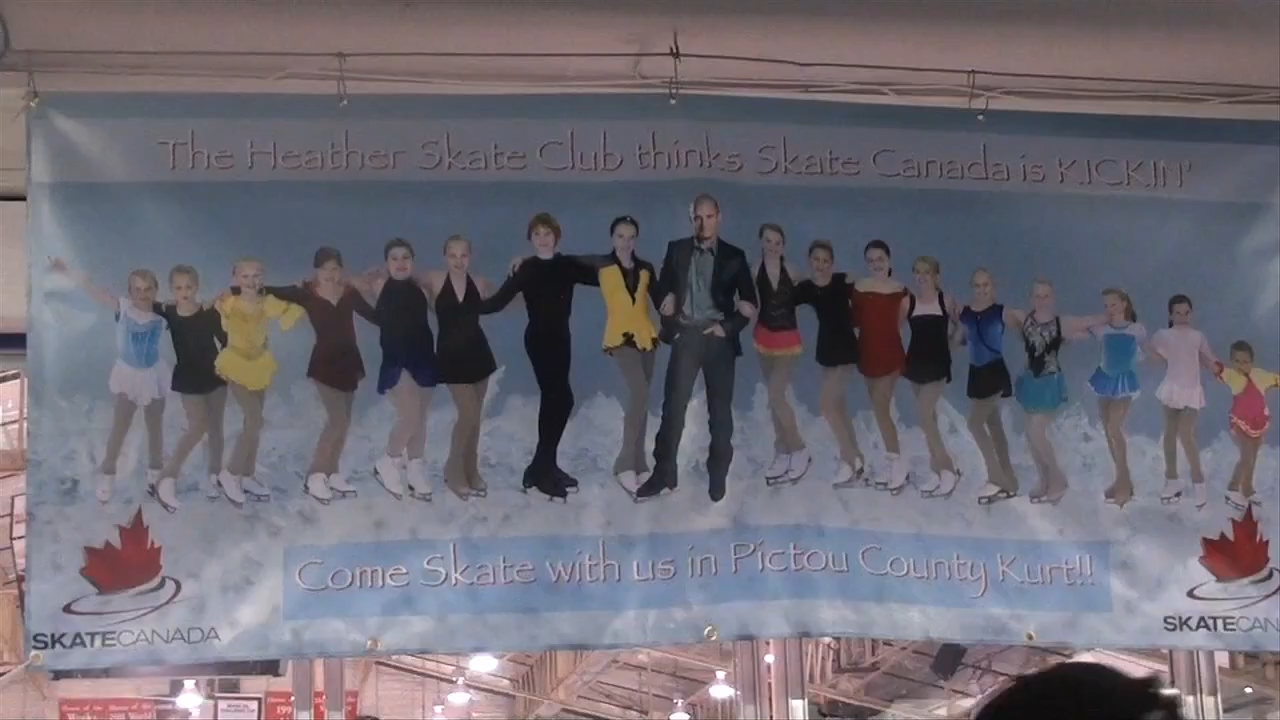 The Heather Skate Club thinks Skate Canada is KICKIN'
Come Skate with us in Pictou County Kurt!!
SKATECANADA
SKATECAN